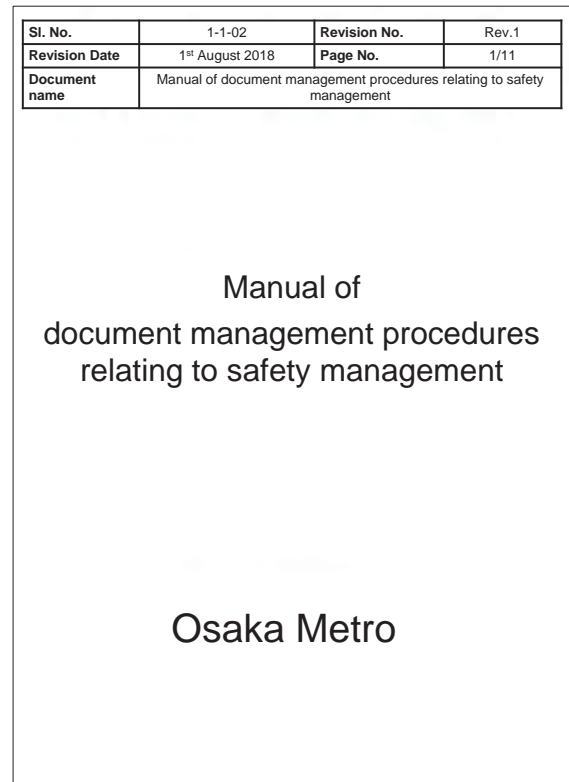 Sl. No. 1-1-02 Revision No. Rev.1
Revision Date 1st August 2018 Page No. 1/11
Document name Manual of document management procedures relating to safety management
Manual of
document management procedures
relating to safety management
Osaka Metro